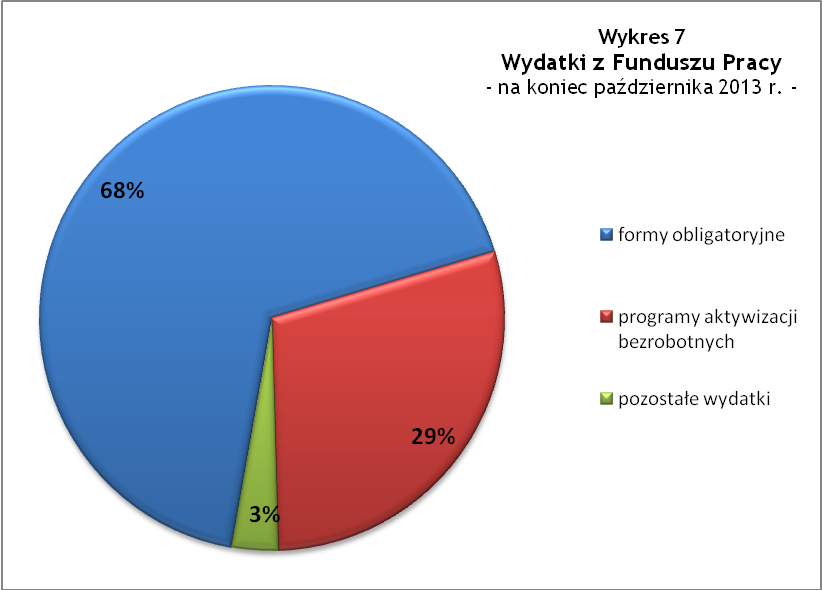 Wykres 7
Wydatki z Funduszu Pracy
- na koniec października 2013 r. -
68%
formy obligatoryjne
programy aktywizacji
bezrobotnych
pozostałe wydatki
29%
3%